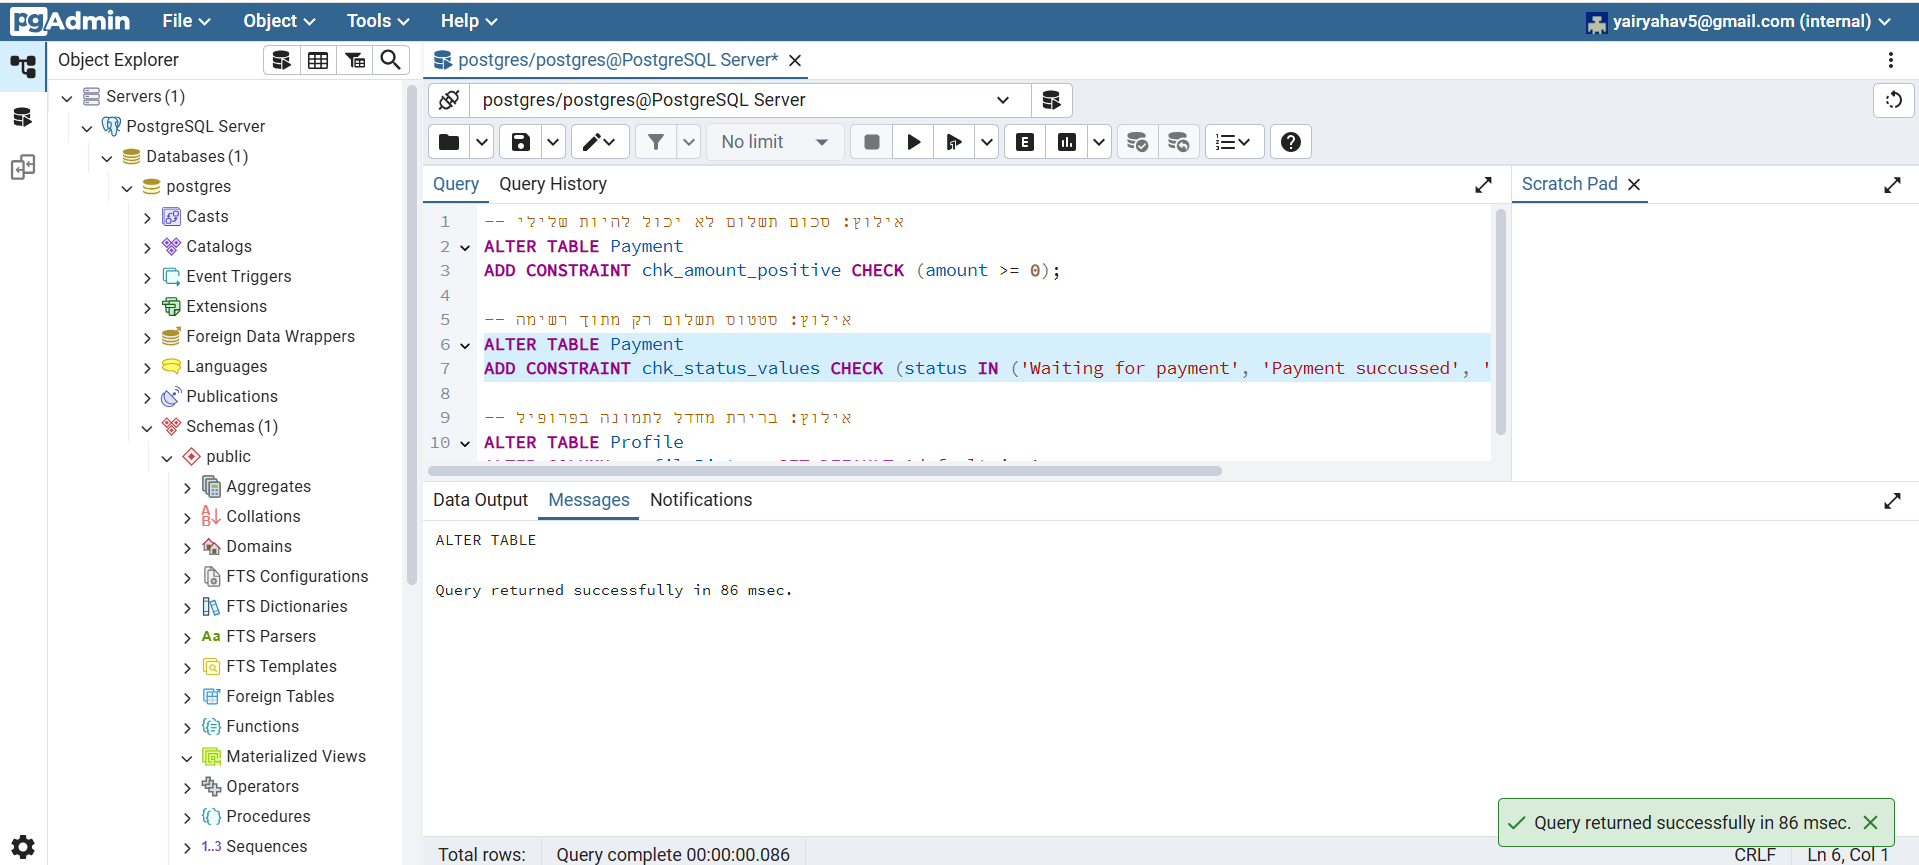 pgAdmin File Object Tools Help yairyahav5@gmail.com (internal)
Object Explorer
postgres/postgres@PostgreSQL Server*
postgres/postgres@PostgreSQL Server
No limit
Servers (1)
PostgreSQL Server
Databases (1)
postgres
Casts
Catalogs
Event Triggers
Extensions
Foreign Data Wrappers
Languages
Publications
Schemas (1)
public
Aggregates
Collations
Domains
FTS Configurations
FTS Dictionaries
Aa FTS Parsers
FTS Templates
Foreign Tables
Functions
Materialized Views
Operators
Procedures
1..3 Sequences
Query Query History
Scratch Pad
1 -- אילוץ: סכום תשלום לא יכול להיות שלילי
2 ALTER TABLE Payment
3 ADD CONSTRAINT chk_amount_positive CHECK (amount >= 0);
4
5 -- אילוץ: סטטוס תשלום רק מתוך רשימה
6 ALTER TABLE Payment
7 ADD CONSTRAINT chk_status_values CHECK (status IN ('Waiting for payment', 'Payment succussed', '
8
9 -- אילוץ: ברירת מחדל לתמונה בפרופיל
10 ALTER TABLE Profile
Data Output Messages Notifications
ALTER TABLE
Query returned successfully in 86 msec.
Query returned successfully in 86 msec.
Total rows: Query complete 00:00:00.086 CRLF Ln 6, Col 1